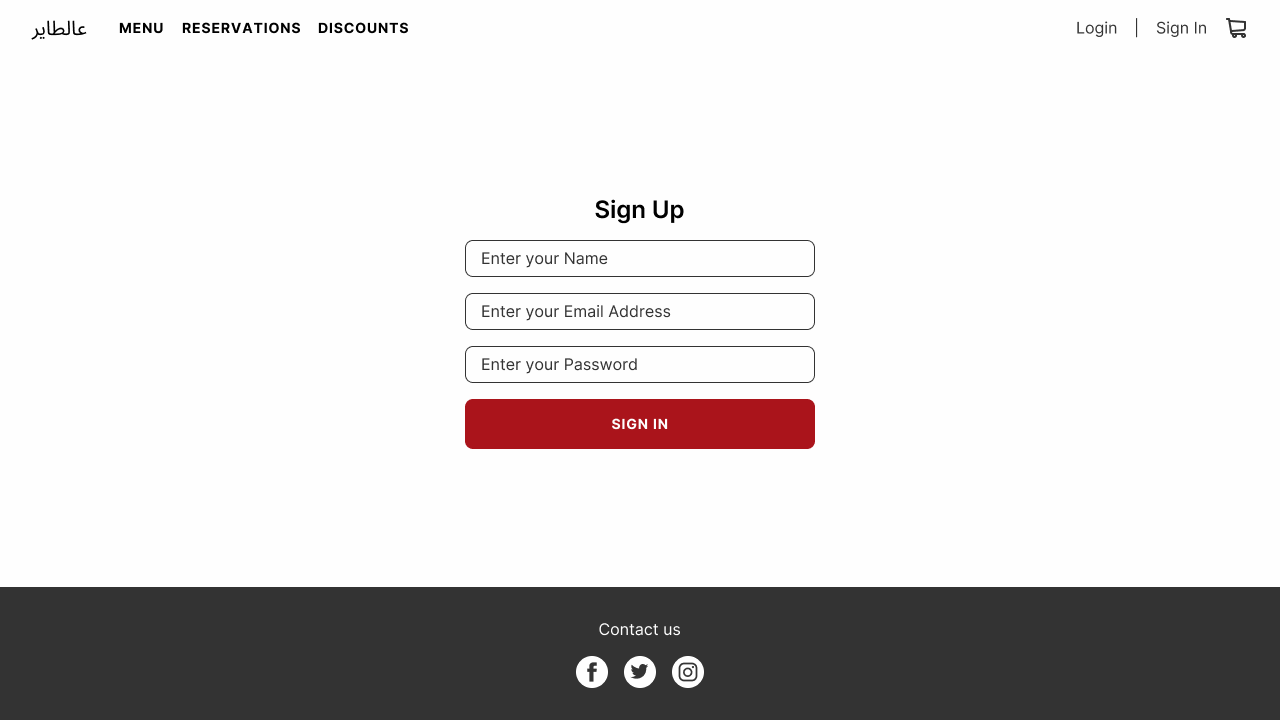 عالطاير
MENU RESERVATIONS DISCOUNTS
Login | Sign In
Sign Up
Enter your Name
Enter your Email Address
Enter your Password
SIGN IN
Contact us